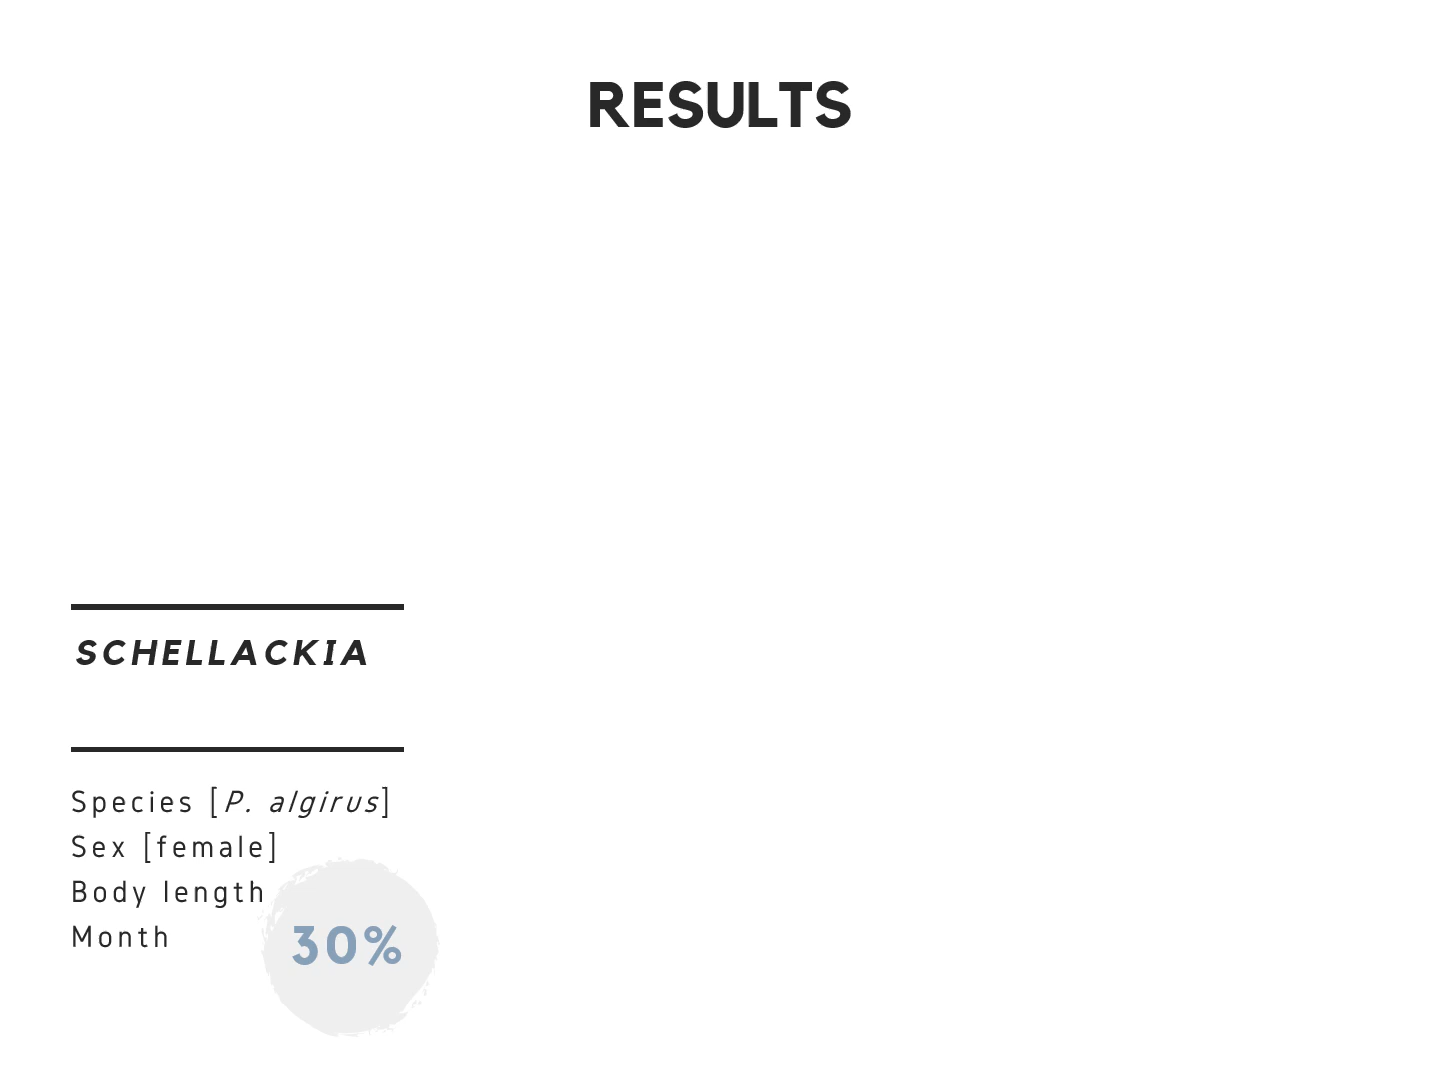 RESULTS
SCHELLACKIA
Species [P. algirus]
Sex [female]
Body length
Month
30%